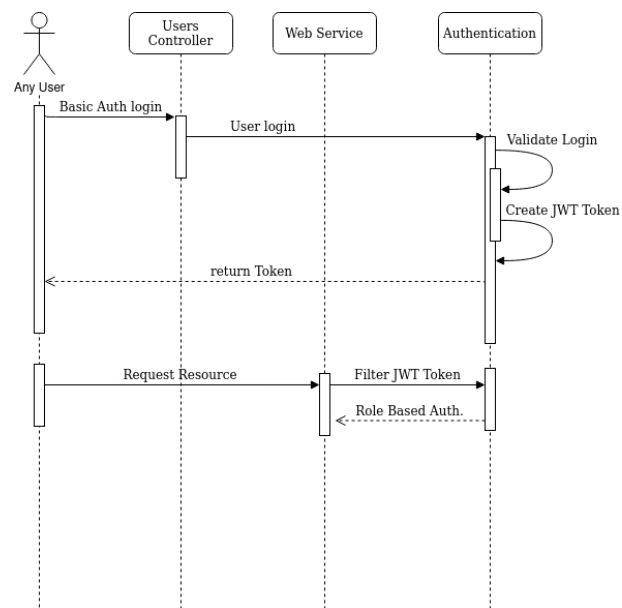 Users
Controller
Web Service
Authentication
Any User
Basic Auth login
User login
Validate Login
Create JWT Token
return Token
Request Resource
Filter JWT Token
Role Based Auth.